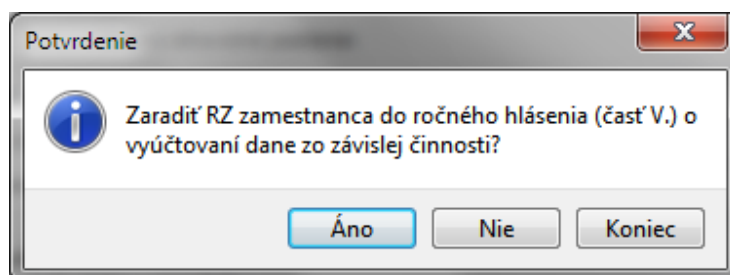 Potvrdenie
Zaradiť RZ zamestnanca do ročného hlásenia (časť V.) o
vyúčtovaní dane zo závislej činnosti?
Áno Nie Koniec